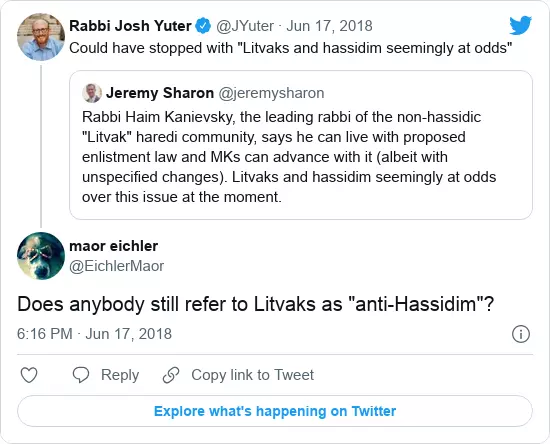 Rabbi Josh Yuter @JYuter · Jun 17, 2018
Could have stopped with "Litvaks and hassidim seemingly at odds"
Jeremy Sharon @jeremysharon
Rabbi Haim Kanievsky, the leading rabbi of the non-hassidic
"Litvak" haredi community, says he can live with proposed
enlistment law and MKs can advance with it (albeit with
unspecified changes). Litvaks and hassidim seemingly at odds
over this issue at the moment.
maor eichler
@EichlerMaor
Does anybody still refer to Litvaks as "anti-Hassidim"?
6:16 PM · Jun 17, 2018
Reply Copy link to Tweet
Explore what's happening on Twitter